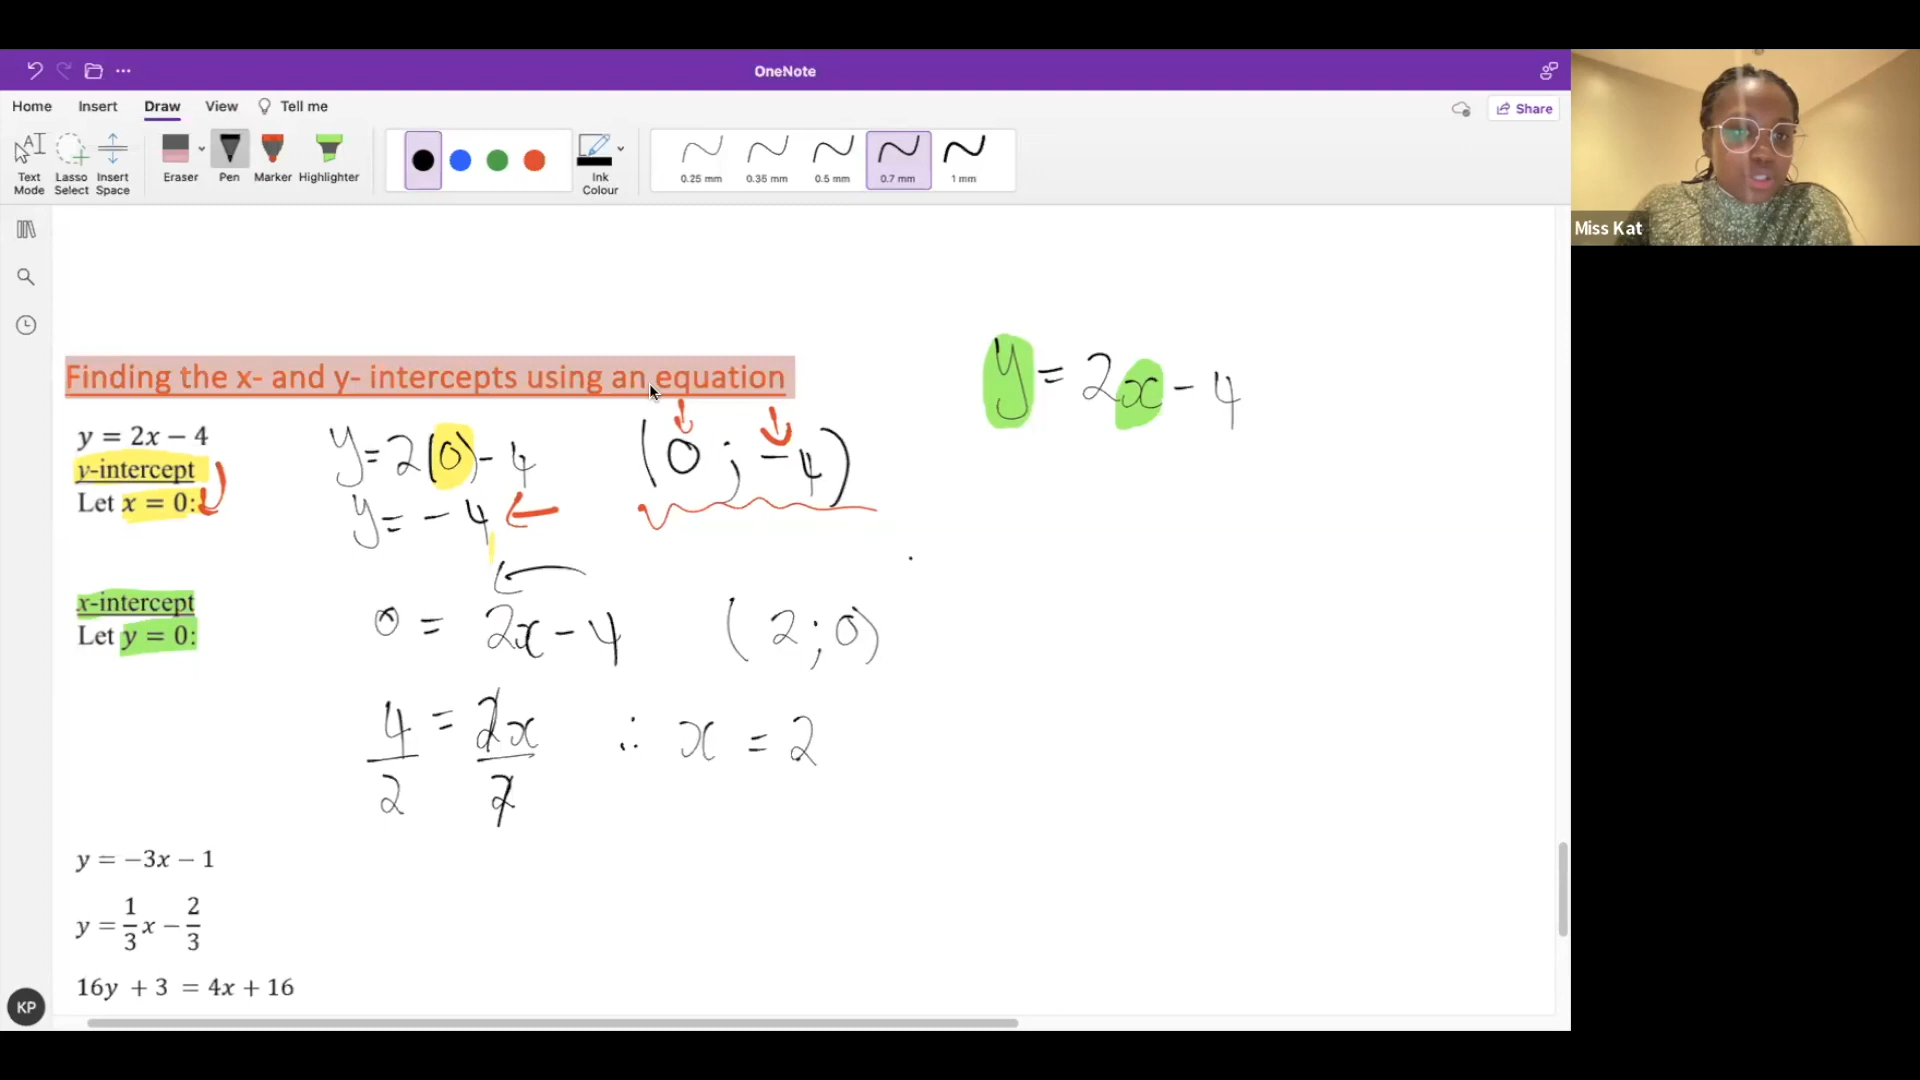 OneNote
Home Insert Draw View Tell me
Share
Text Mode
Lasso Select
Insert Space
Eraser
Pen
Marker
Highlighter
Ink Colour
0.25 mm 0.35 mm 0.5 mm 0.7 mm 1 mm
Miss Kat
Finding the x- and y- intercepts using an equation
y = 2x - 4
y = 2x − 4
y-intercept
Let x = 0:
y = 2(0) - 4
(0 ; -4)
y = - 4
x-intercept
Let y = 0:
0 = 2x - 4
(2 ; 0)
4/2 = 2x/2
∴ x = 2
y = −3x − 1
y = 1/3 x − 2/3
16y + 3 = 4x + 16
KP